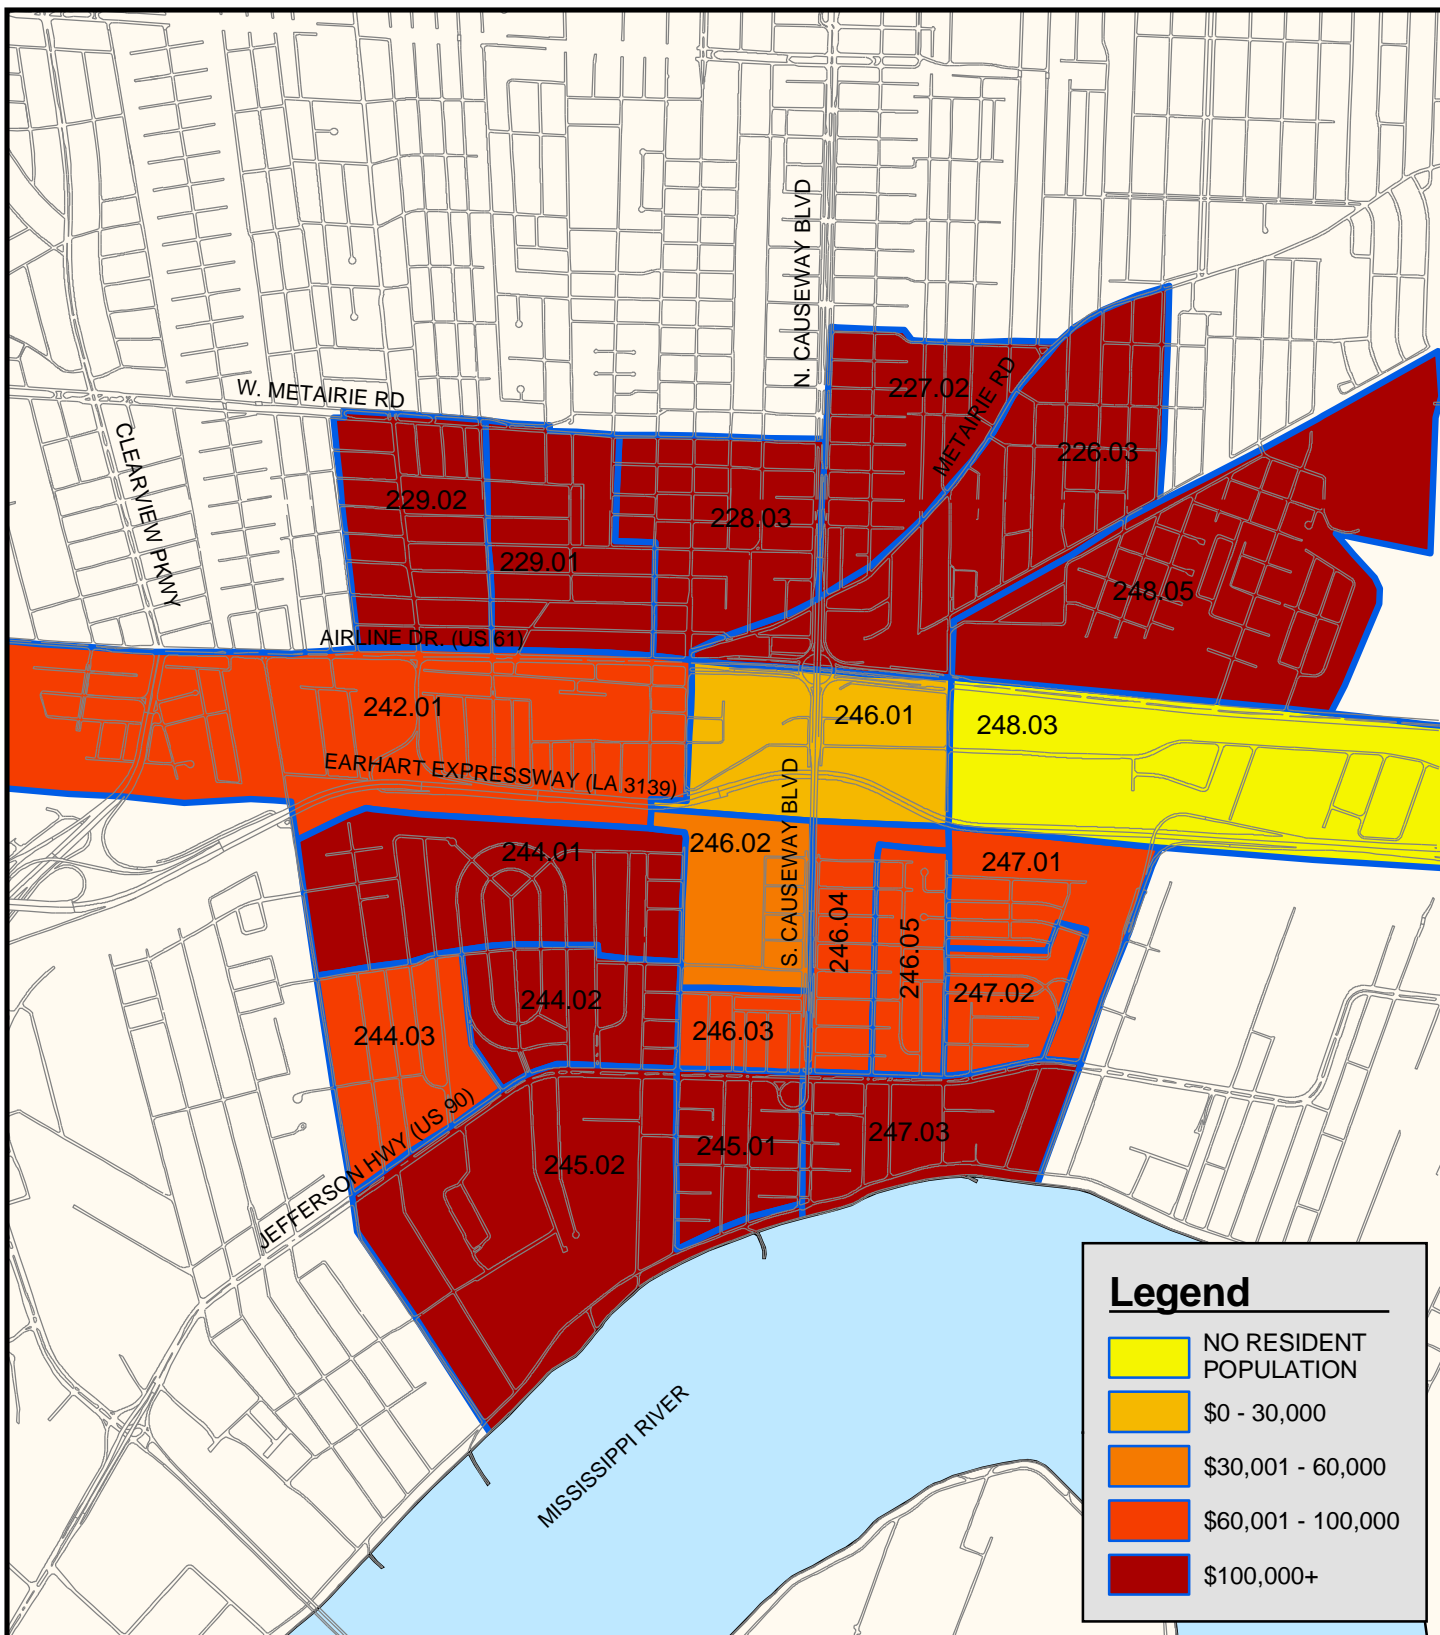 N. CAUSEWAY BLVD
W. METAIRIE RD
CLEARVIEW PKWY
227.02
METAIRIE RD
226.03
229.02
228.03
229.01
248.05
AIRLINE DR. (US 61)
242.01
246.01
248.03
EARHART EXPRESSWAY (LA 3139)
S. CAUSEWAY BLVD
244.01
246.02
247.01
246.04
246.05
244.02
247.02
244.03
246.03
JEFFERSON HWY (US 90)
245.02
245.01
247.03
MISSISSIPPI RIVER
Legend
NO RESIDENT
POPULATION
$0 - 30,000
$30,001 - 60,000
$60,001 - 100,000
$100,000+